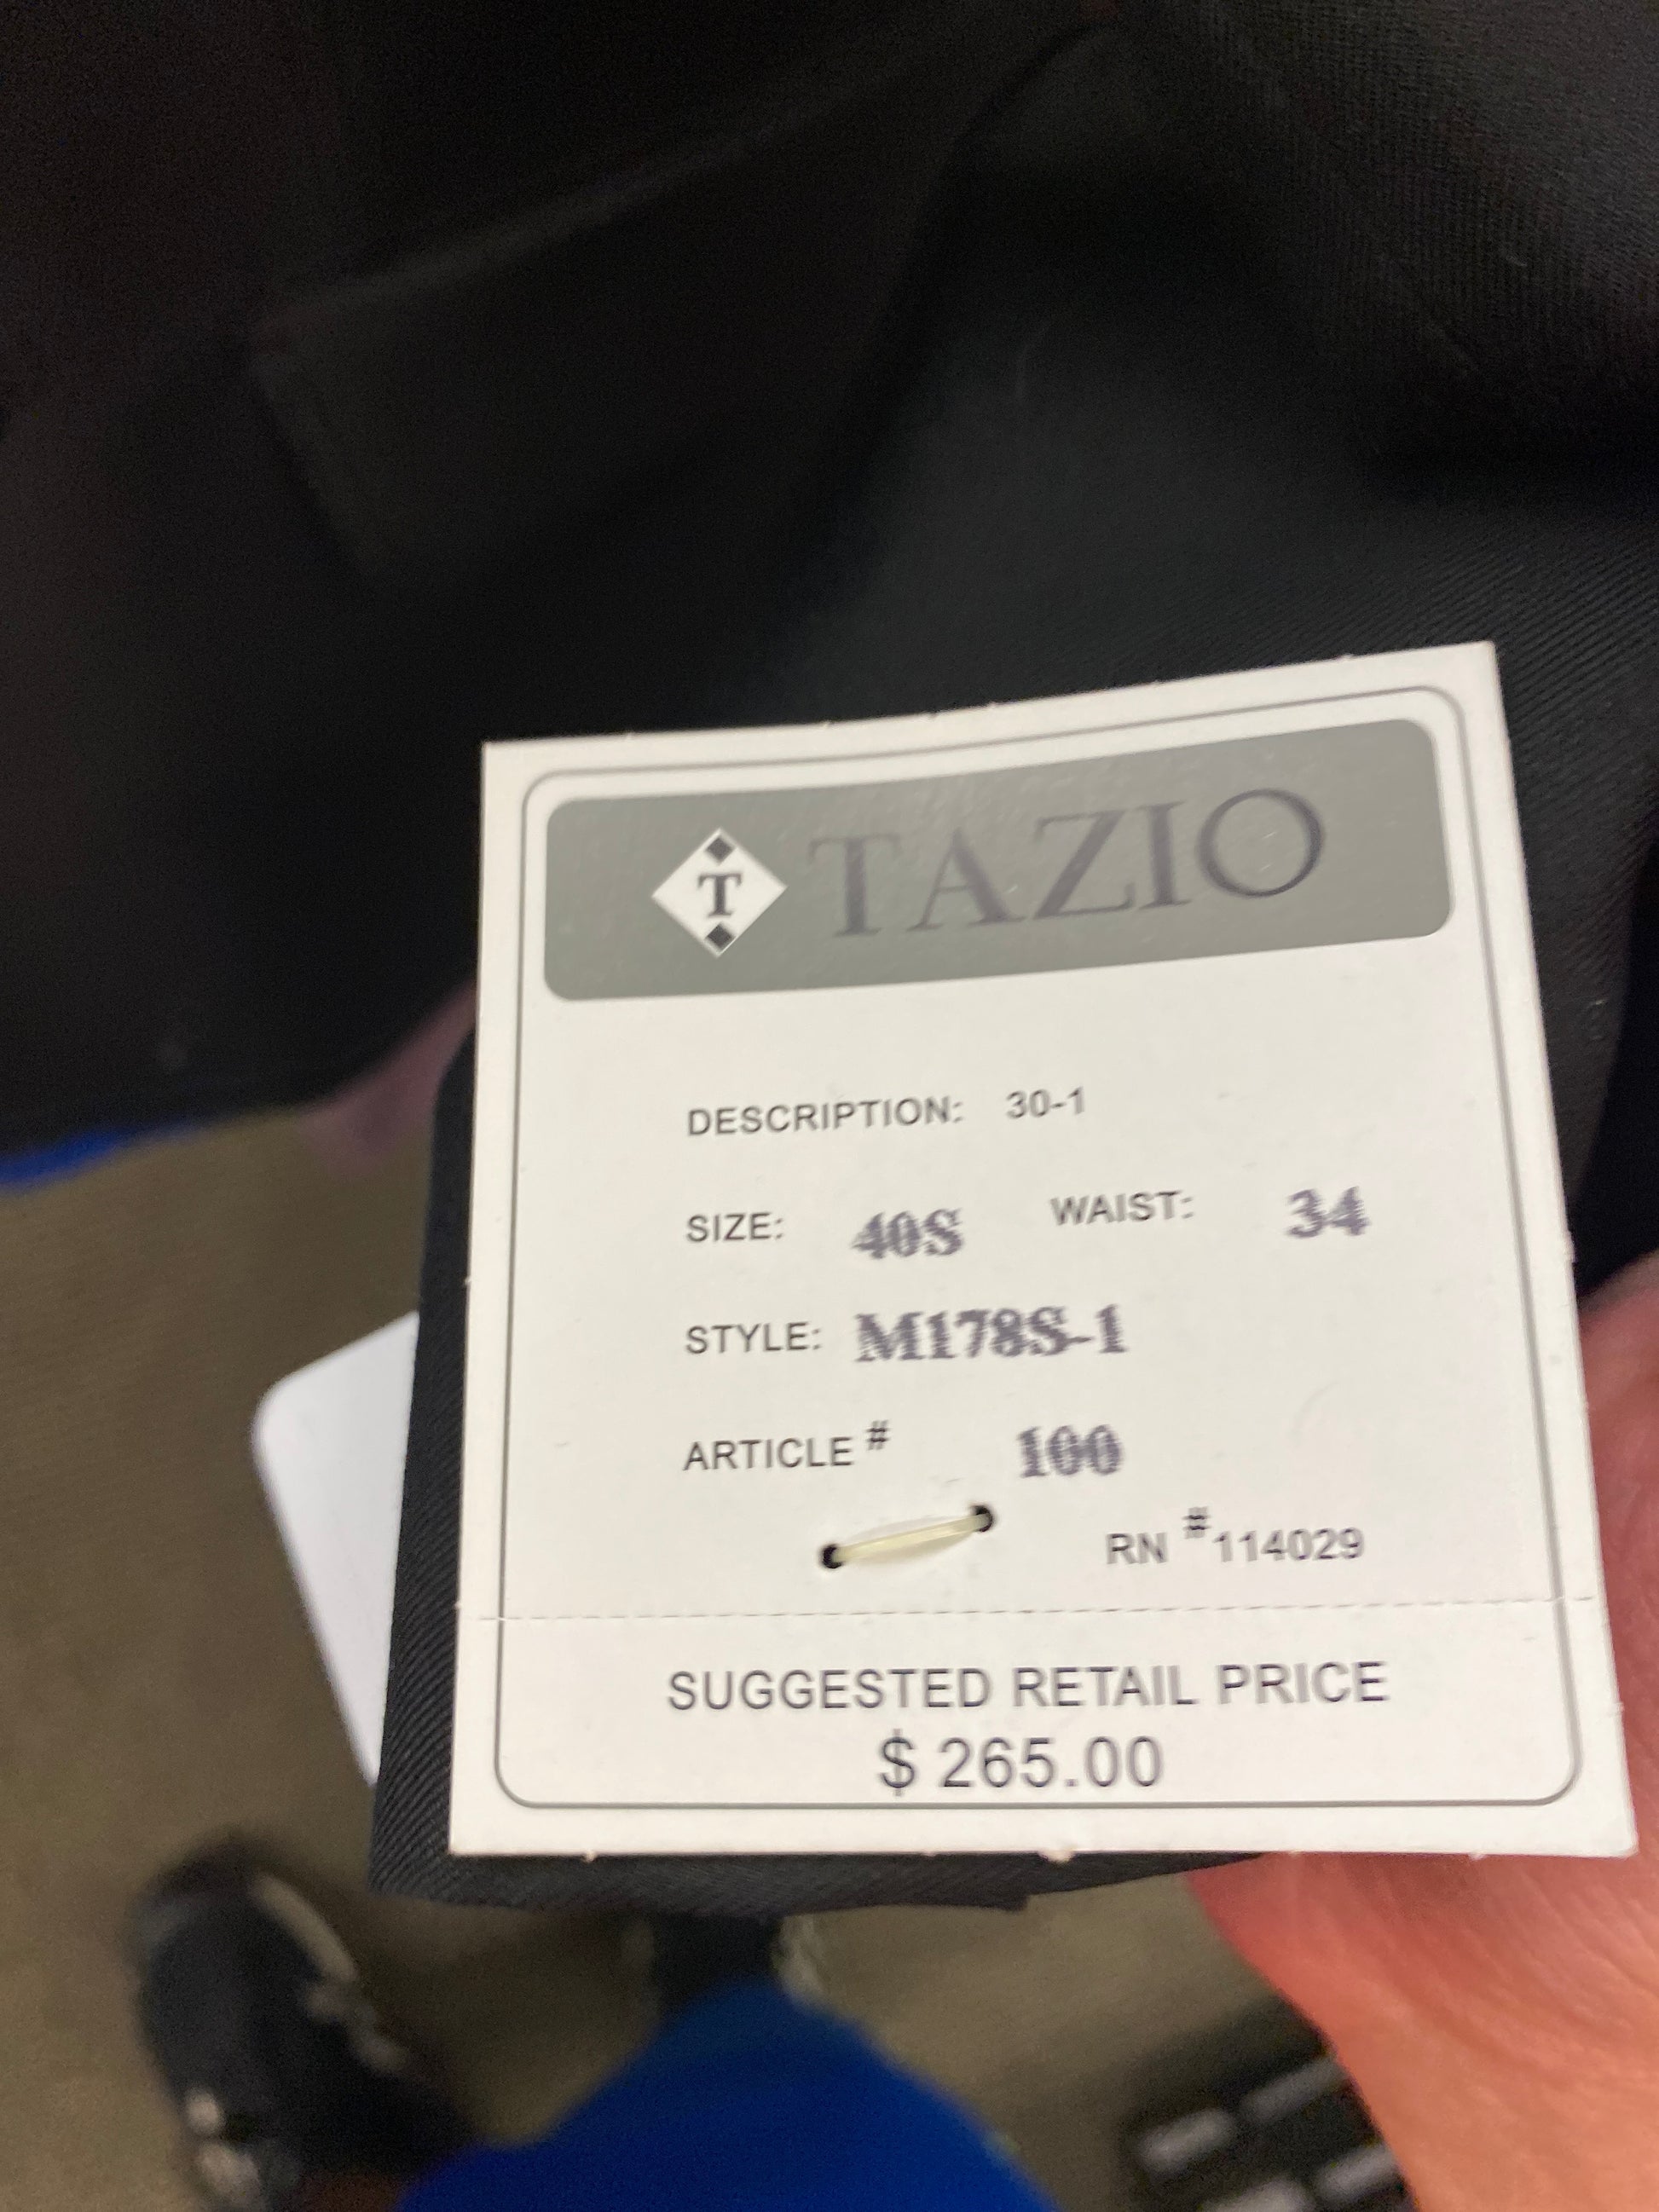 T TAZIO
DESCRIPTION: 30-1
SIZE: 40S WAIST: 34
STYLE: M178S-1
ARTICLE # 100
RN #114029
SUGGESTED RETAIL PRICE
$ 265.00